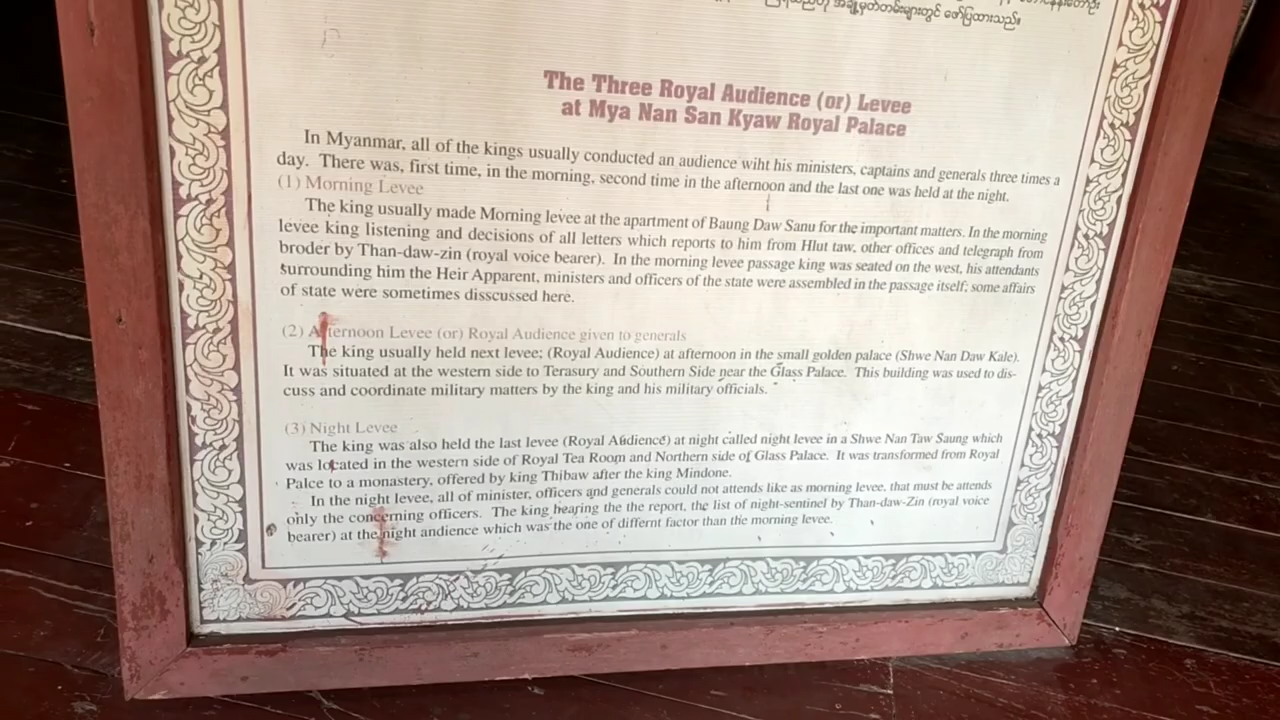 အချို့မှတ်တမ်းများတွင် ဖော်ပြထားသည်။
The Three Royal Audience (or) Levee
at Mya Nan San Kyaw Royal Palace
In Myanmar, all of the kings usually conducted an audience wiht his ministers, captains and generals three times a
day. There was, first time, in the morning, second time in the afternoon and the last one was held at the night.
(1) Morning Levee
The king usually made Morning levee at the apartment of Baung Daw Sanu for the important matters. In the morning
levee king listening and decisions of all letters which reports to him from Hlut taw, other offices and telegraph from
broder by Than-daw-zin (royal voice bearer). In the morning levee passage king was seated on the west, his attendants
surrounding him the Heir Apparent, ministers and officers of the state were assembled in the passage itself; some affairs
of state were sometimes disscussed here.
(2) Afternoon Levee (or) Royal Audience given to generals
The king usually held next levee; (Royal Audience) at afternoon in the small golden palace (Shwe Nan Daw Kale).
It was situated at the western side to Terasury and Southern Side near the Glass Palace. This building was used to dis-
cuss and coordinate military matters by the king and his military officials.
(3) Night Levee
The king was also held the last levee (Royal Audience) at night called night levee in a Shwe Nan Taw Saung which
was located in the western side of Royal Tea Room and Northern side of Glass Palace. It was transformed from Royal
Palce to a monastery, offered by king Thibaw after the king Mindone.
In the night levee, all of minister, officers and generals could not attends like as morning levee, that must be attends
only the concerning officers. The king hearing the the report, the list of night-sentinel by Than-daw-Zin (royal voice
bearer) at the night andience which was the one of differnt factor than the morning levee.